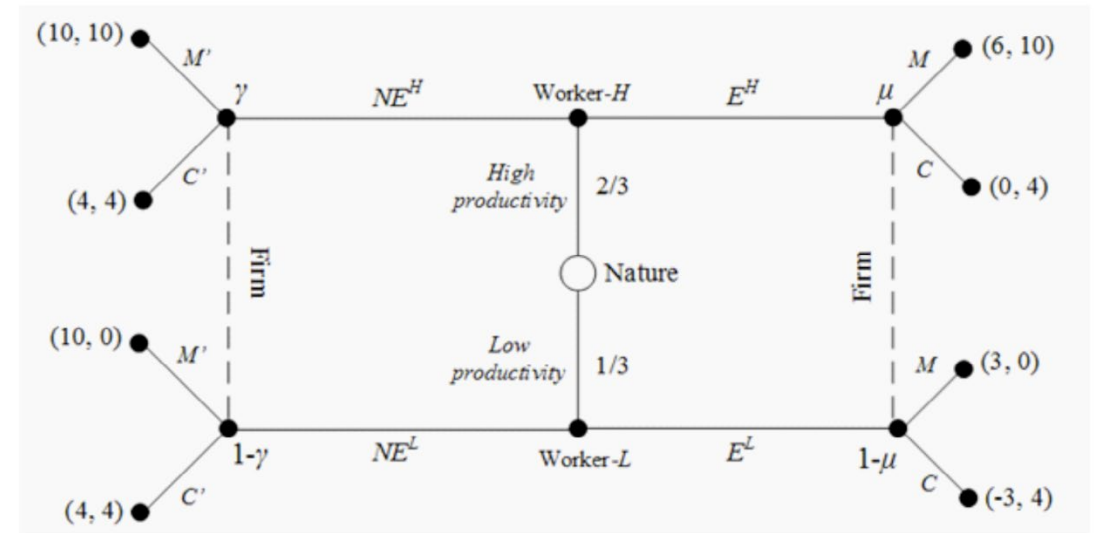 (10, 10)
M'
γ
NE^H
Worker-H
E^H
μ
M
(6, 10)
C'
(4, 4)
High
productivity
2/3
C
(0, 4)
Firm
Nature
Firm
(10, 0)
M'
Low
productivity
1/3
M
(3, 0)
1-γ
NE^L
Worker-L
E^L
1-μ
C'
(4, 4)
C
(-3, 4)